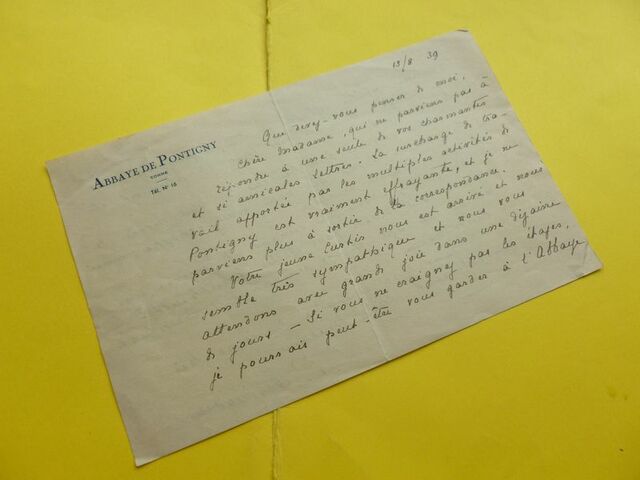 ABBAYE DE PONTIGNY
YONNE
TÉL. No 16
13/8 39
Que devez-vous penser de moi,
Chère Madame, qui ne parviens pas à
répondre à une seule de vos charmantes
et si amicales lettres. La surcharge de tra-
vail apportée par les multiples activités de
Pontigny est vraiment effrayante, et je ne
parviens plus à sortir de la correspondance.
Votre jeune Curtis nous est arrivé et nous
semble très sympathique et nous vous
attendons avec grande joie dans une dizaine
de jours - Si vous ne craignez pas les étages,
je pourrais peut-être vous garder à l'Abbaye